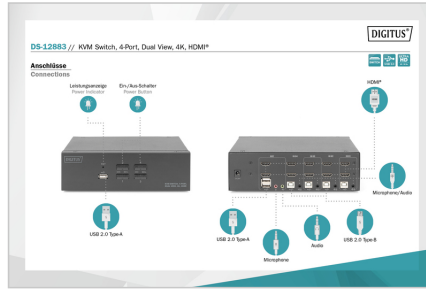 DIGITUS®
DS-12883 // KVM Switch, 4-Port, Dual View, 4K, HDMI®
Anschlüsse
Connections
Leistungsanzeige
Power Indicator
Ein-/Aus-Schalter
Power Button
HDMI®
DIGITUS
Microphone/Audio
USB 2.0 Type-A
USB 2.0 Type-A
Microphone
Audio
USB 2.0 Type-B